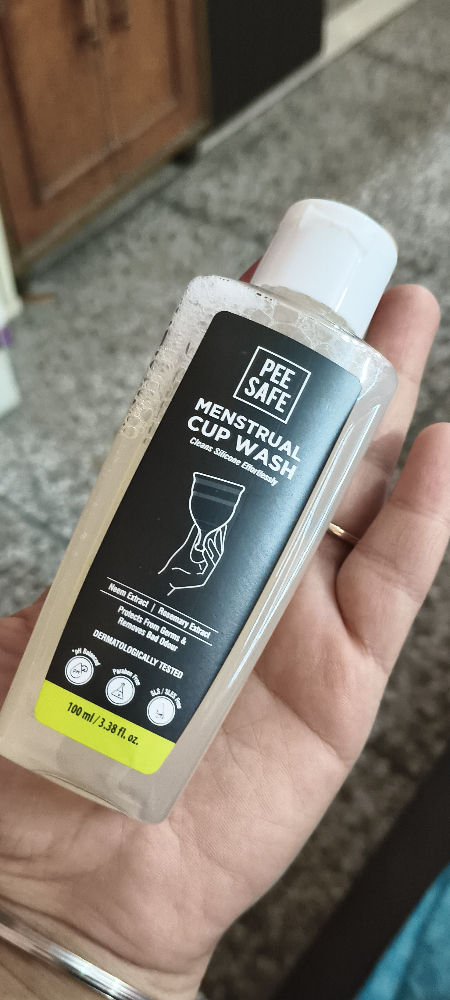 PEE
SAFE
MENSTRUAL
CUP WASH
Cleans Silicone Effortlessly
Neem Extract | Rosemary Extract
Protects From Germs &
Removes Bad Odour
DERMATOLOGICALLY TESTED
*pH Balanced
Paraben Free
SLS / SLES Free
100 ml / 3.38 fl. oz.